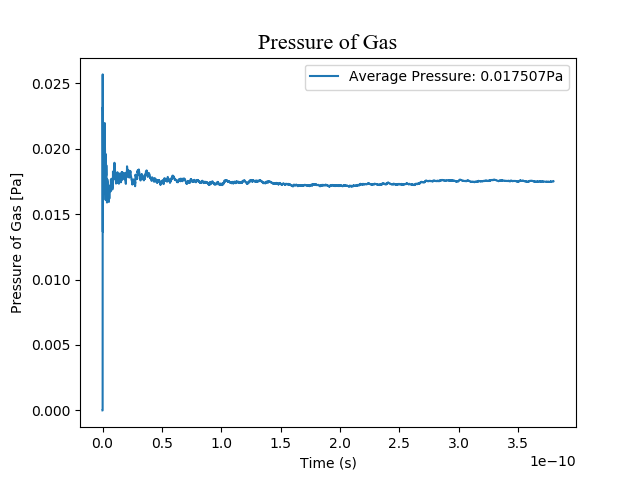 Pressure of Gas
Average Pressure: 0.017507Pa
Pressure of Gas [Pa]
0.025
0.020
0.015
0.010
0.005
0.000
0.0 0.5 1.0 1.5 2.0 2.5 3.0 3.5
Time (s)
1e−10